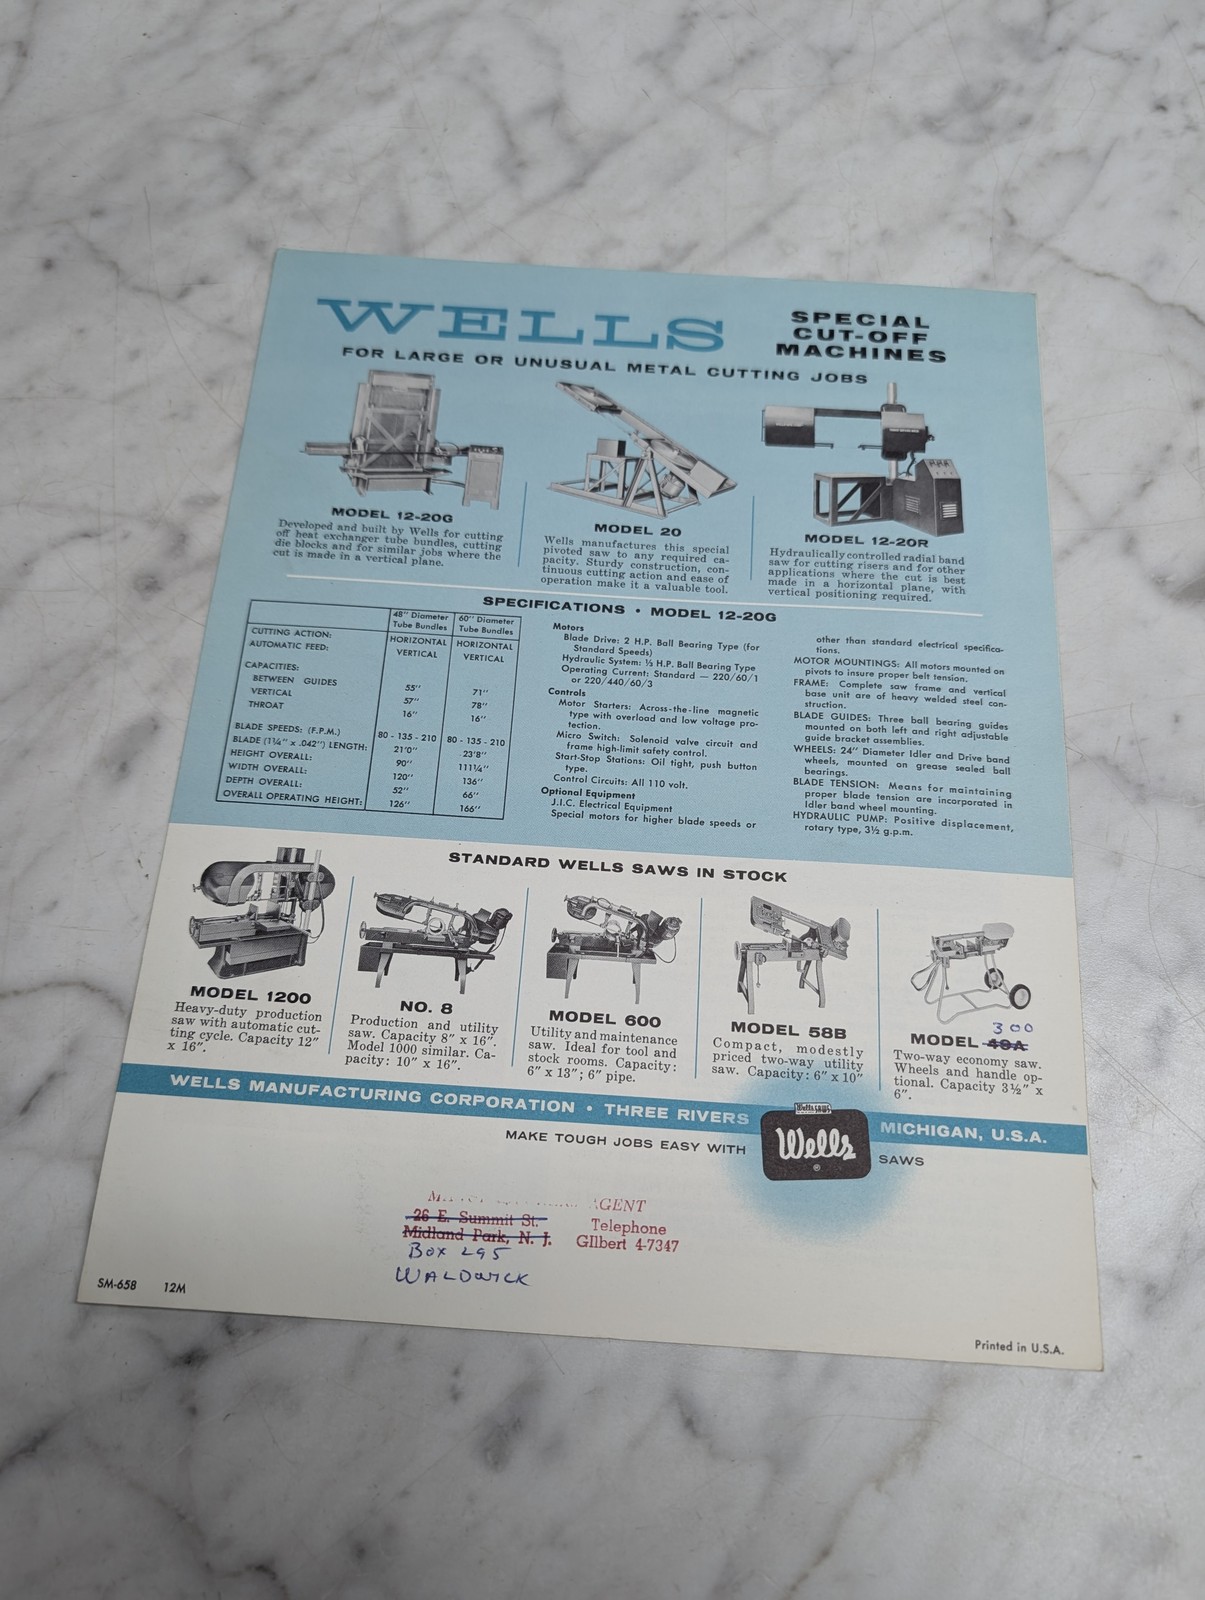 WELLS
SPECIAL
CUT-OFF
MACHINES
FOR LARGE OR UNUSUAL METAL CUTTING JOBS
MODEL 12-20G
Developed and built by Wells for cutting
off heat exchanger tube bundles, cutting
die blocks and for similar jobs where the
cut is made in a vertical plane.
MODEL 20
Wells manufactures this special
pivoted saw to any required ca-
pacity. Sturdy construction, con-
tinuous cutting action and ease of
operation make it a valuable tool.
MODEL 12-20R
Hydraulically controlled radial band
saw for cutting risers and for other
applications where the cut is best
made in a horizontal plane, with
vertical positioning required.
SPECIFICATIONS • MODEL 12-20G
48" Diameter Tube Bundles 60" Diameter Tube Bundles
CUTTING ACTION: HORIZONTAL HORIZONTAL
AUTOMATIC FEED: VERTICAL VERTICAL
CAPACITIES:
BETWEEN GUIDES 55" 71"
VERTICAL 57" 78"
THROAT 16" 16"
BLADE SPEEDS: (F.P.M.) 80 - 135 - 210 80 - 135 - 210
BLADE (1¼" x .042") LENGTH: 21'0" 23'8"
HEIGHT OVERALL: 90" 111¼"
WIDTH OVERALL: 120" 136"
DEPTH OVERALL: 52" 66"
OVERALL OPERATING HEIGHT: 126" 166"
Motors
Blade Drive: 2 H.P. Ball Bearing Type (for
Standard Speeds)
Hydraulic System: ½ H.P. Ball Bearing Type
Operating Current: Standard — 220/60/1
or 220/440/60/3
Controls
Motor Starters: Across-the-line magnetic
type with overload and low voltage pro-
tection.
Micro Switch: Solenoid valve circuit and
frame high-limit safety control.
Start-Stop Stations: Oil tight, push button
type.
Control Circuits: All 110 volt.
Optional Equipment
J.I.C. Electrical Equipment
Special motors for higher blade speeds or
other than standard electrical specifica-
tions.
MOTOR MOUNTINGS: All motors mounted on
pivots to insure proper belt tension.
FRAME: Complete saw frame and vertical
base unit are of heavy welded steel con-
struction.
BLADE GUIDES: Three ball bearing guides
mounted on both left and right adjustable
guide bracket assemblies.
WHEELS: 24" Diameter Idler and Drive band
wheels, mounted on grease sealed ball
bearings.
BLADE TENSION: Means for maintaining
proper blade tension are incorporated in
Idler band wheel mounting.
HYDRAULIC PUMP: Positive displacement,
rotary type, 3½ g.p.m.
STANDARD WELLS SAWS IN STOCK
MODEL 1200
Heavy-duty production
saw with automatic cut-
ting cycle. Capacity 12"
x 16".
NO. 8
Production and utility
saw. Capacity 8" x 16".
Model 1000 similar. Ca-
pacity: 10" x 16".
MODEL 600
Utility and maintenance
saw. Ideal for tool and
stock rooms. Capacity:
6" x 13"; 6" pipe.
MODEL 58B
Compact, modestly
priced two-way utility
saw. Capacity: 6" x 10"
300
MODEL 49A
Two-way economy saw.
Wheels and handle op-
tional. Capacity 3½" x
6".
WELLS MANUFACTURING CORPORATION • THREE RIVERS MICHIGAN, U.S.A.
MAKE TOUGH JOBS EASY WITH Wells ® SAWS
AGENT
26 E. Summit St. Telephone
Midland Park, N. J. GIlbert 4-7347
Box 295
WALDWICK
SM-658 12M
Printed in U.S.A.